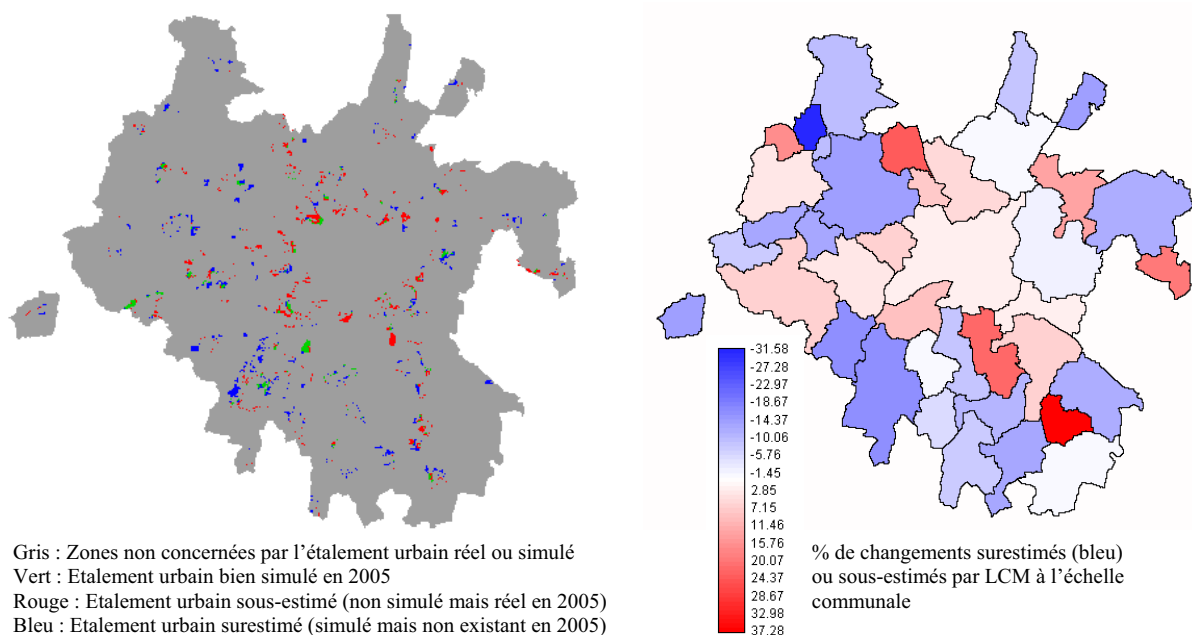 -31.58
-27.28
-22.97
-18.67
-14.37
-10.06
-5.76
-1.45
2.85
7.15
11.46
15.76
20.07
24.37
28.67
32.98
37.28
Gris : Zones non concernées par l'étalement urbain réel ou simulé
Vert : Etalement urbain bien simulé en 2005
Rouge : Etalement urbain sous-estimé (non simulé mais réel en 2005)
Bleu : Etalement urbain surestimé (simulé mais non existant en 2005)
% de changements surestimés (bleu)
ou sous-estimés par LCM à l'échelle
communale